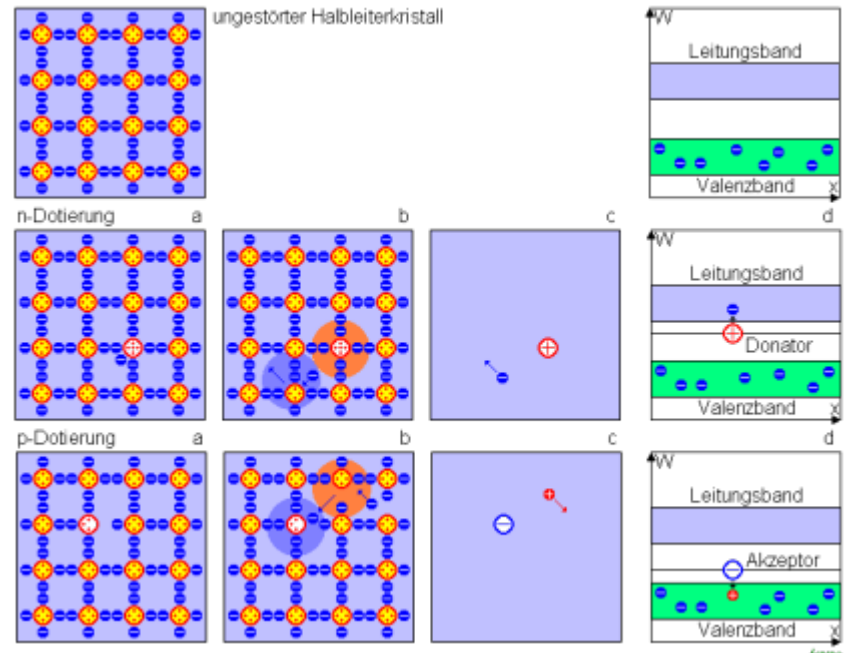 ungestörter Halbleiterkristall
W
Leitungsband
Valenzband
x
n-Dotierung
a
b
c
d
W
Leitungsband
Donator
Valenzband
x
p-Dotierung
a
b
c
d
W
Leitungsband
Akzeptor
Valenzband
x